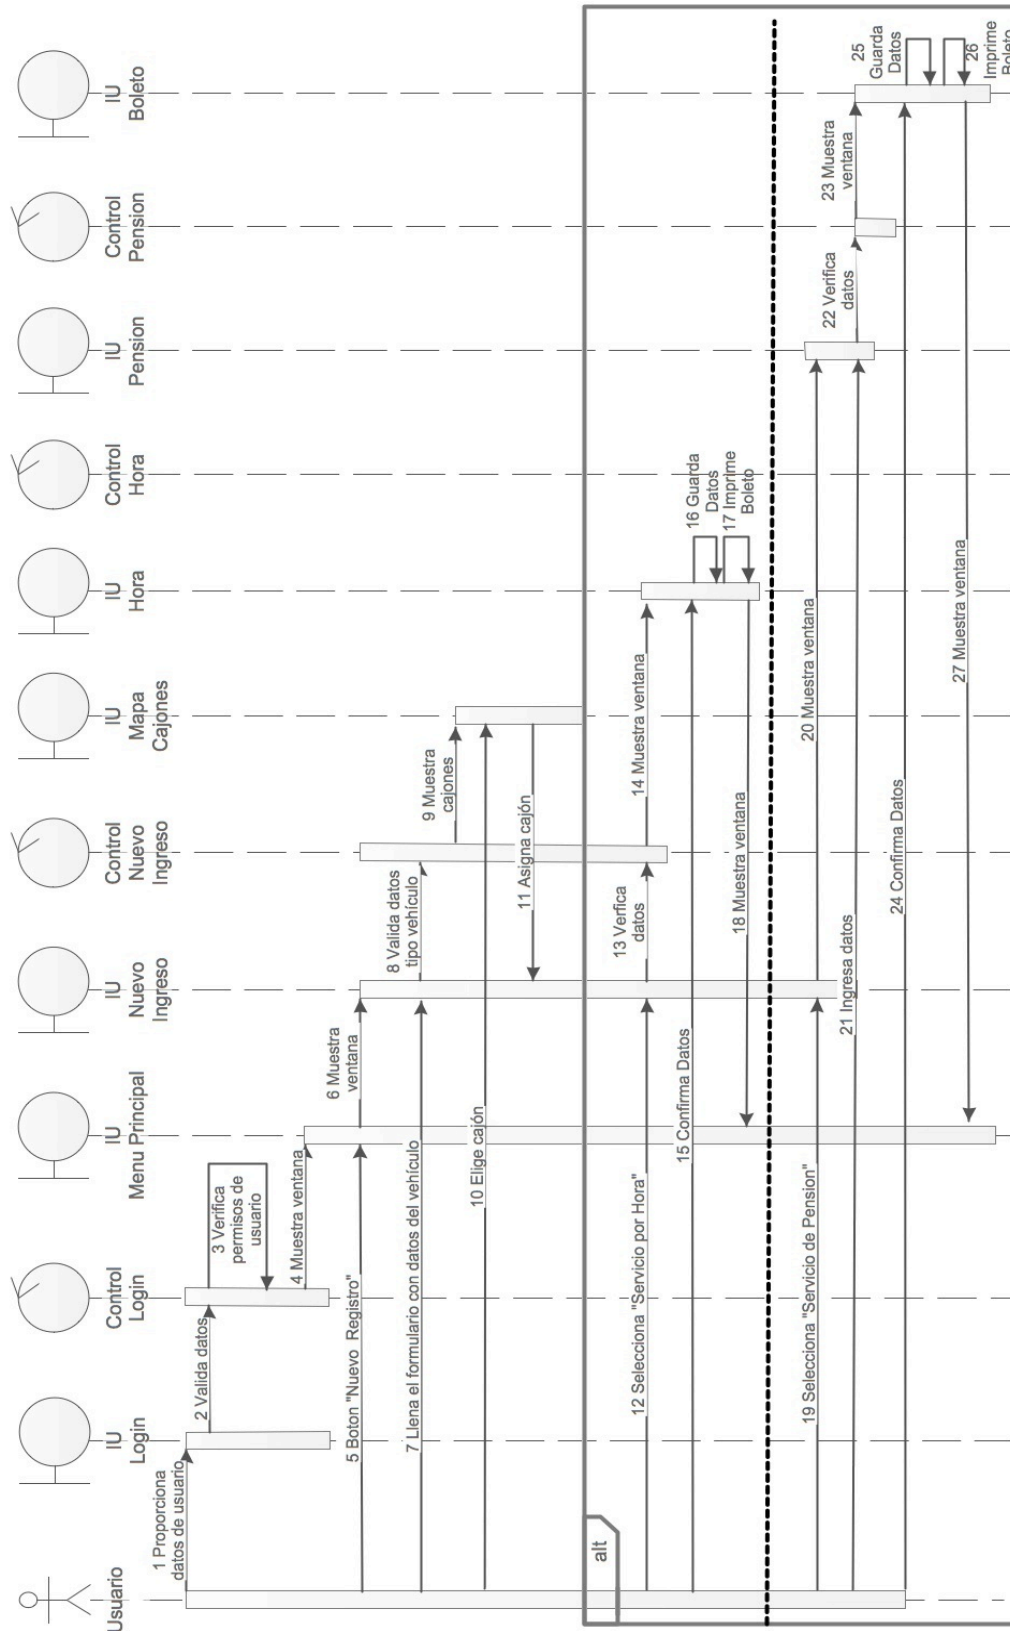 Usuario
IU
Login
Control
Login
IU
Menu Principal
IU
Nuevo
Ingreso
Control
Nuevo
Ingreso
IU
Mapa
Cajones
IU
Hora
Control
Hora
IU
Pension
Control
Pension
IU
Boleto
1 Proporciona
datos de usuario
2 Valida datos
3 Verifica
permisos de
usuario
4 Muestra ventana
5 Boton "Nuevo Registro"
6 Muestra
ventana
7 Llena el formulario con datos del vehículo
8 Valida datos
tipo vehículo
9 Muestra
cajones
10 Elige cajón
11 Asigna cajón
alt
12 Selecciona "Servicio por Hora"
13 Verfica
datos
14 Muestra ventana
15 Confirma Datos
16 Guarda
Datos
17 Imprime
Boleto
18 Muestra ventana
19 Selecciona "Servicio de Pension"
20 Muestra ventana
21 Ingresa datos
22 Verifica
datos
23 Muestra
ventana
24 Confirma Datos
25
Guarda
Datos
26
Imprime
Boleto
27 Muestra ventana